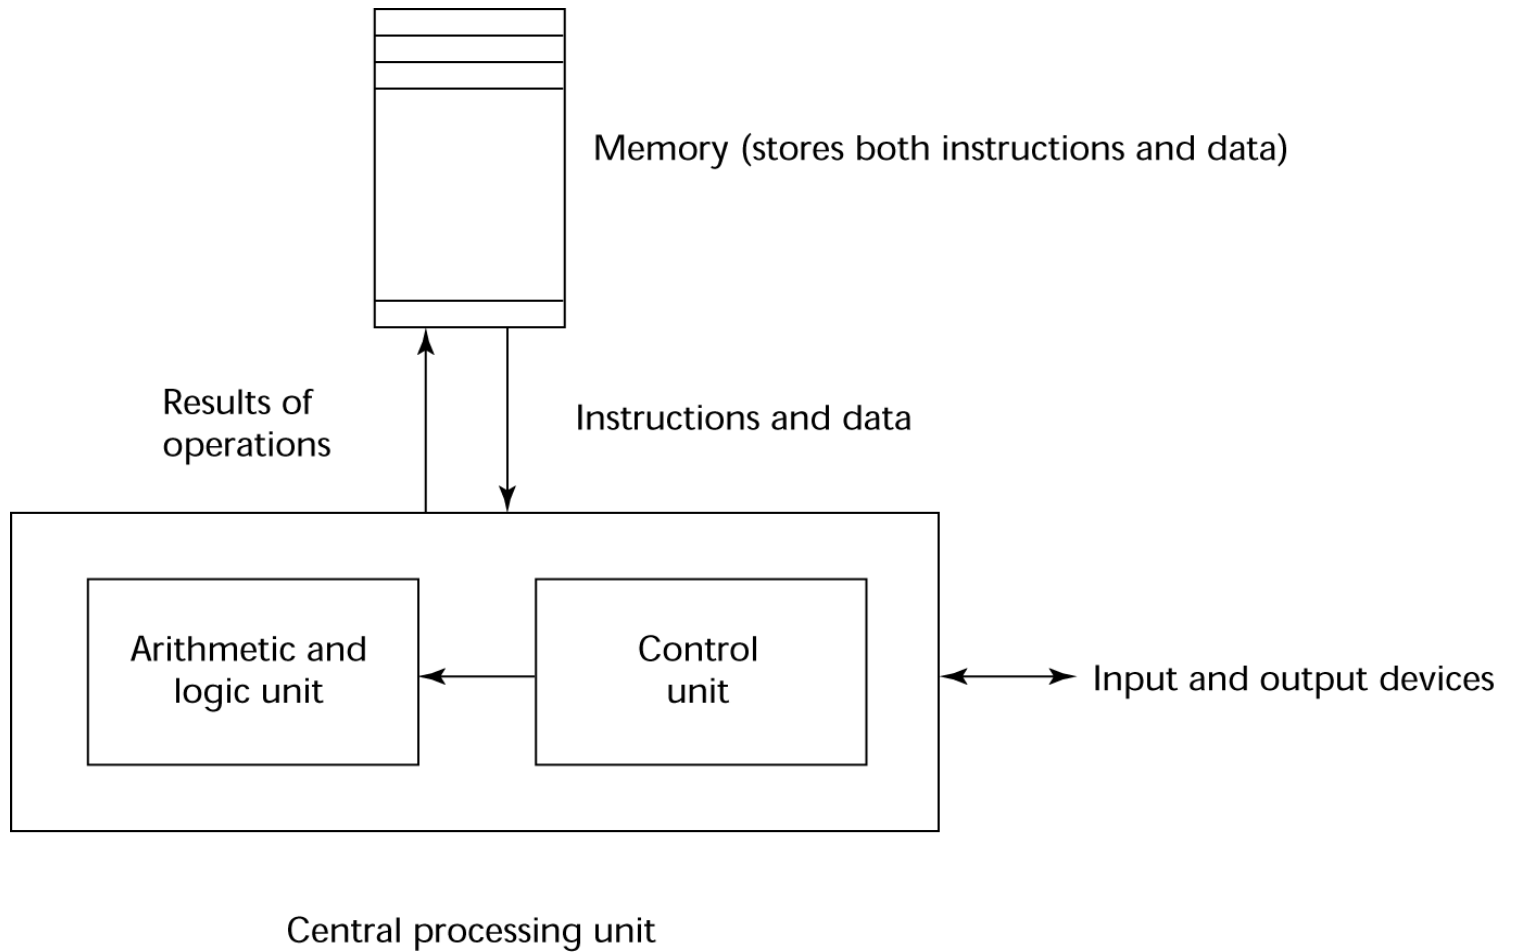 Memory (stores both instructions and data)
Results of
operations
Instructions and data
Arithmetic and
logic unit
Control
unit
Input and output devices
Central processing unit